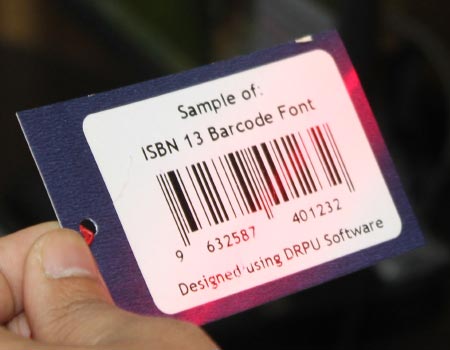 Sample of:
ISBN 13 Barcode Font
9 632587 401232
Designed using DRPU Software